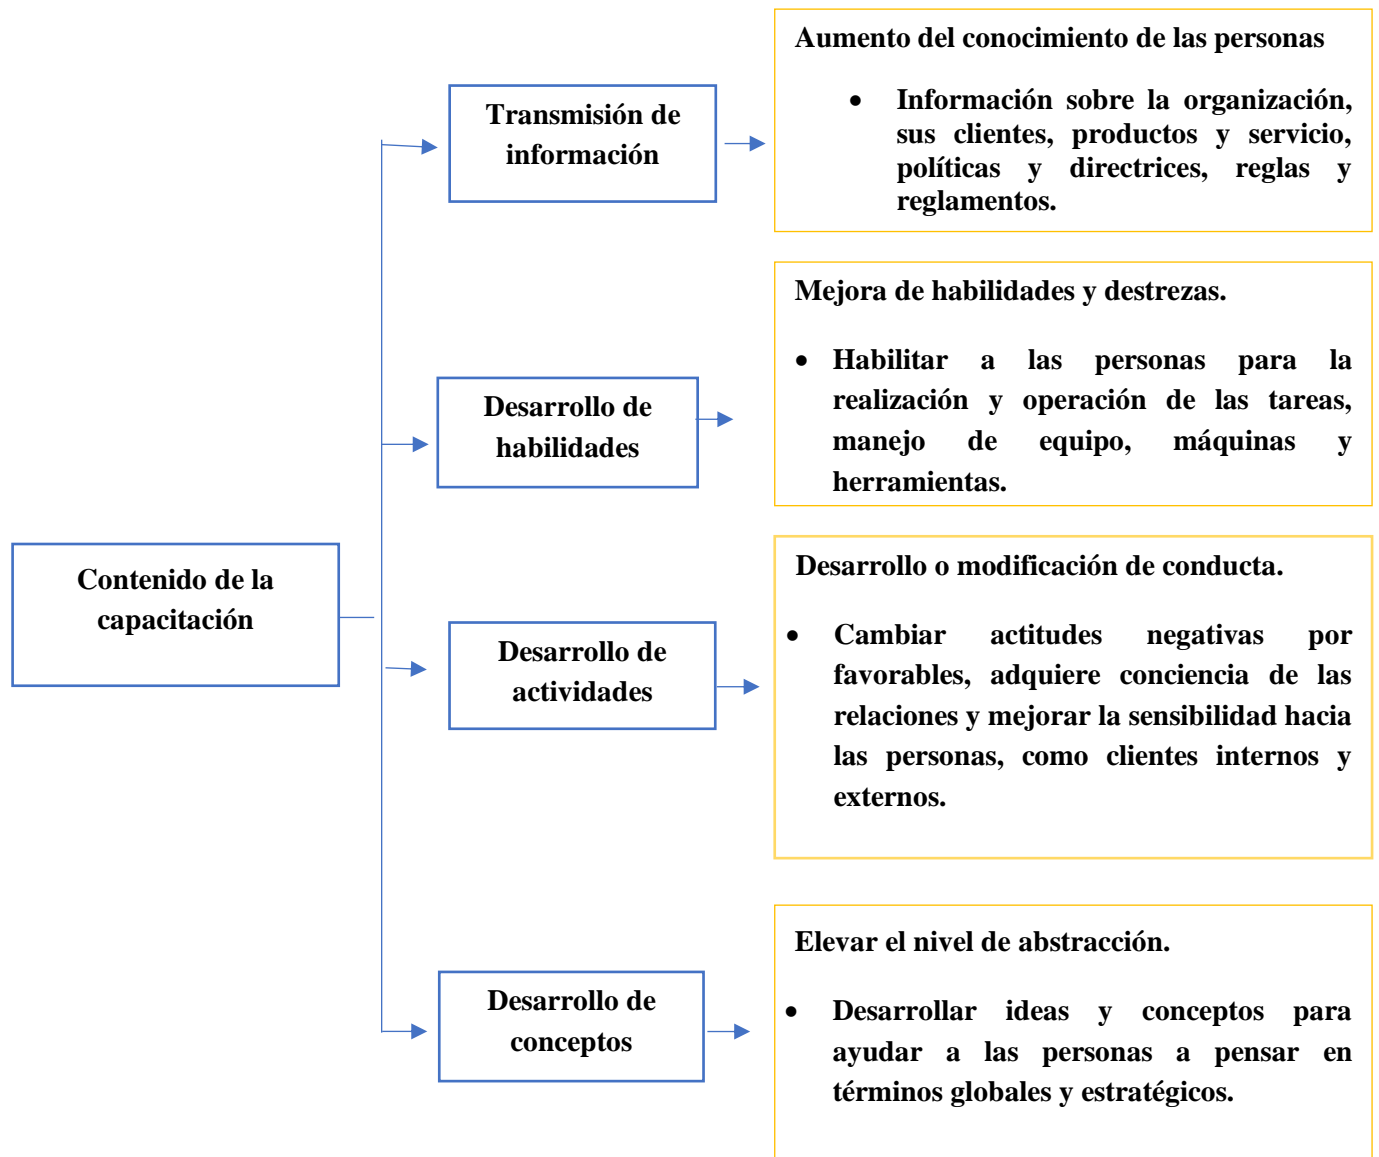 Contenido de la
capacitación
Transmisión de
información
Aumento del conocimiento de las personas
• Información sobre la organización,
sus clientes, productos y servicio,
políticas y directrices, reglas y
reglamentos.
Desarrollo de
habilidades
Mejora de habilidades y destrezas.
• Habilitar a las personas para la
realización y operación de las tareas,
manejo de equipo, máquinas y
herramientas.
Desarrollo de
actividades
Desarrollo o modificación de conducta.
• Cambiar actitudes negativas por
favorables, adquiere conciencia de las
relaciones y mejorar la sensibilidad hacia
las personas, como clientes internos y
externos.
Desarrollo de
conceptos
Elevar el nivel de abstracción.
• Desarrollar ideas y conceptos para
ayudar a las personas a pensar en
términos globales y estratégicos.